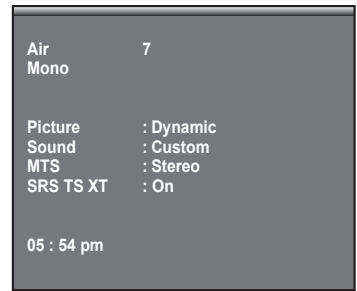 Air 7
Mono
Picture : Dynamic
Sound : Custom
MTS : Stereo
SRS TS XT : On
05 : 54 pm